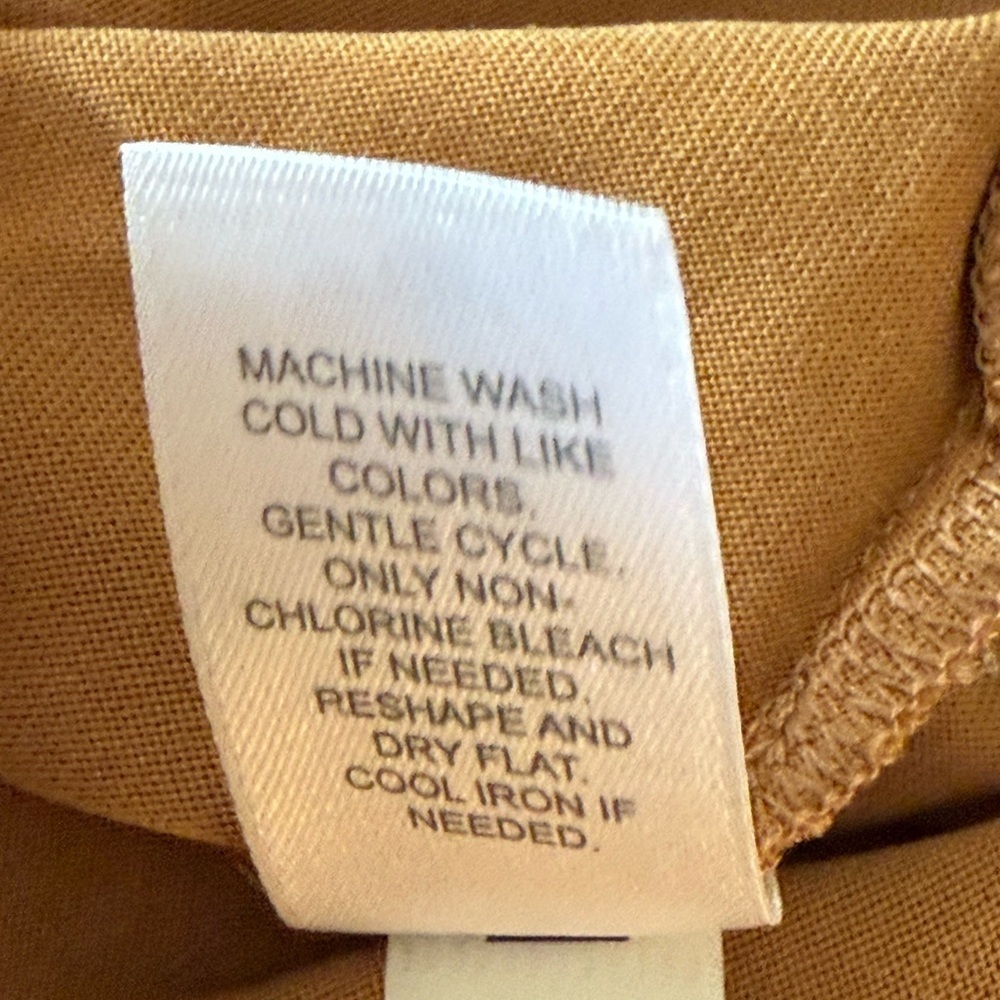 MACHINE WASH
COLD WITH LIKE
COLORS.
GENTLE CYCLE.
ONLY NON-
CHLORINE BLEACH
IF NEEDED.
RESHAPE AND
DRY FLAT.
COOL IRON IF
NEEDED.